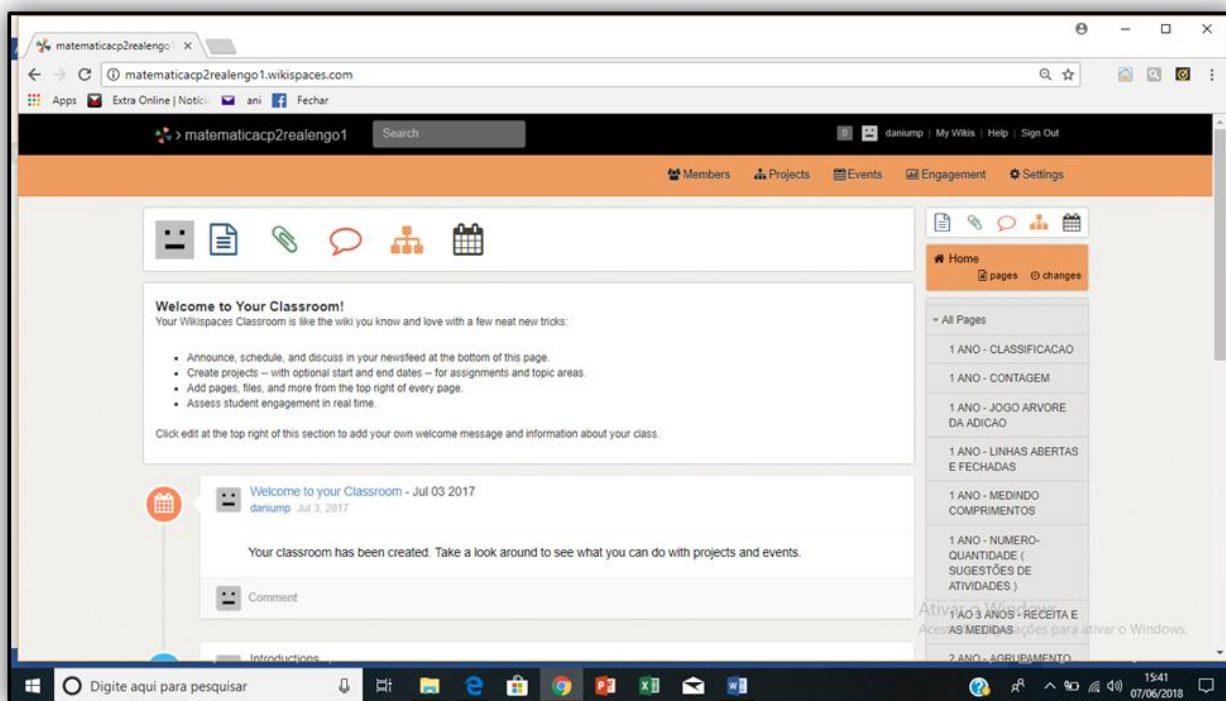 matematicacp2realengo1
matematicacp2realengo1.wikispaces.com
Apps Extra Online | Notíci ani Fechar
> matematicacp2realengo1 Search 0 daniump | My Wikis | Help | Sign Out
Members Projects Events Engagement Settings
Home
pages changes
Welcome to Your Classroom!
Your Wikispaces Classroom is like the wiki you know and love with a few neat new tricks:
• Announce, schedule, and discuss in your newsfeed at the bottom of this page.
• Create projects -- with optional start and end dates -- for assignments and topic areas.
• Add pages, files, and more from the top right of every page.
• Assess student engagement in real time.
Click edit at the top right of this section to add your own welcome message and information about your class.
Welcome to your Classroom - Jul 03 2017
daniump Jul 3, 2017
Your classroom has been created. Take a look around to see what you can do with projects and events.
Comment
Introductions
All Pages
1 ANO - CLASSIFICACAO
1 ANO - CONTAGEM
1 ANO - JOGO ARVORE
DA ADICAO
1 ANO - LINHAS ABERTAS
E FECHADAS
1 ANO - MEDINDO
COMPRIMENTOS
1 ANO - NUMERO-
QUANTIDADE (
SUGESTÕES DE
ATIVIDADES )
1 AO 3 ANOS - RECEITA E
AS MEDIDAS
2 ANO - AGRUPAMENTO
Ativar o Windows
para ativar o Windows.
Digite aqui para pesquisar
15:41
07/06/2018